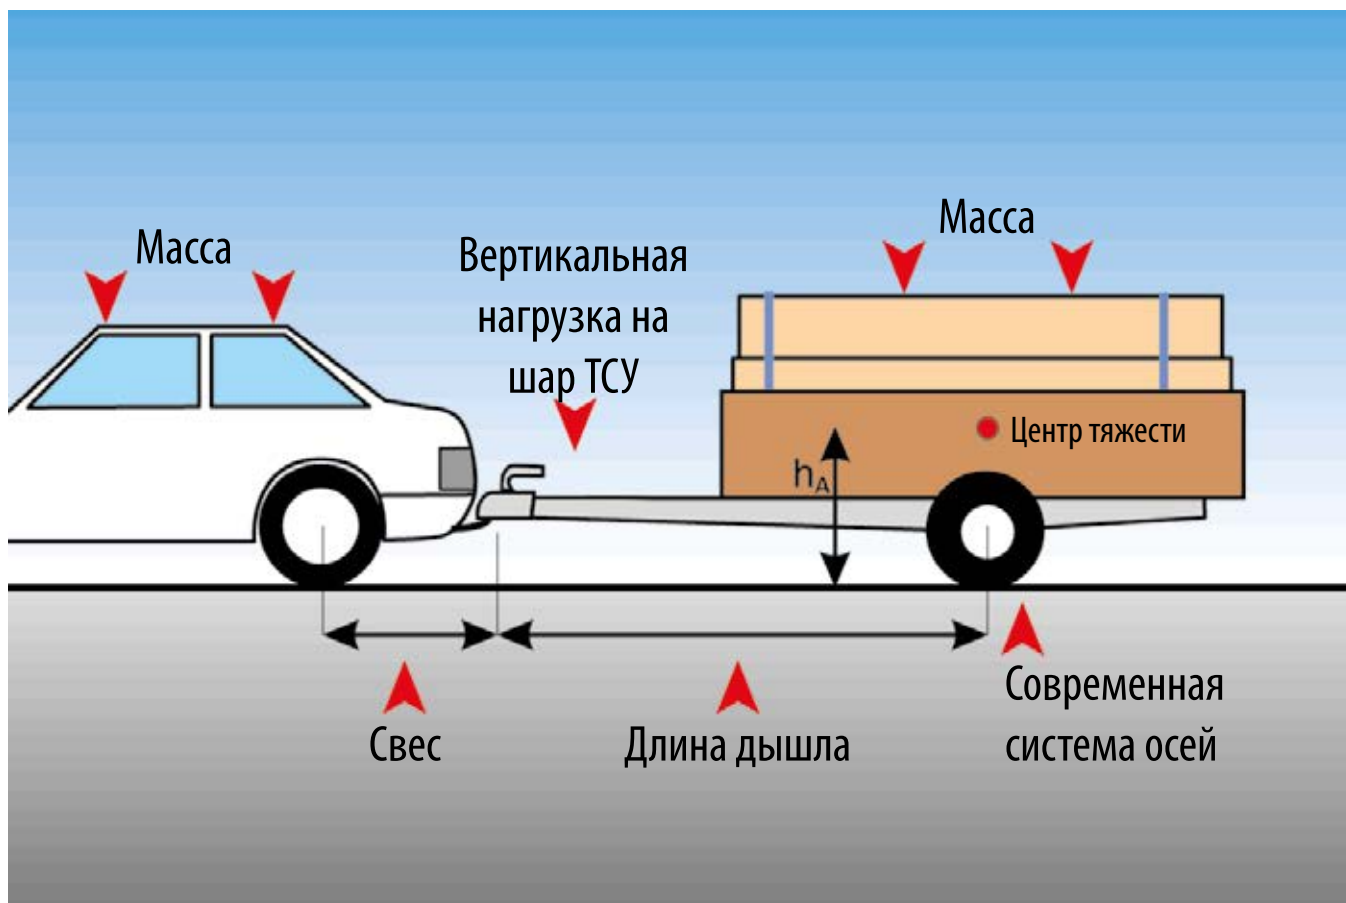 Масса
Вертикальная
нагрузка на
шар ТСУ
Масса
Центр тяжести
hA
Свес
Длина дышла
Современная
система осей